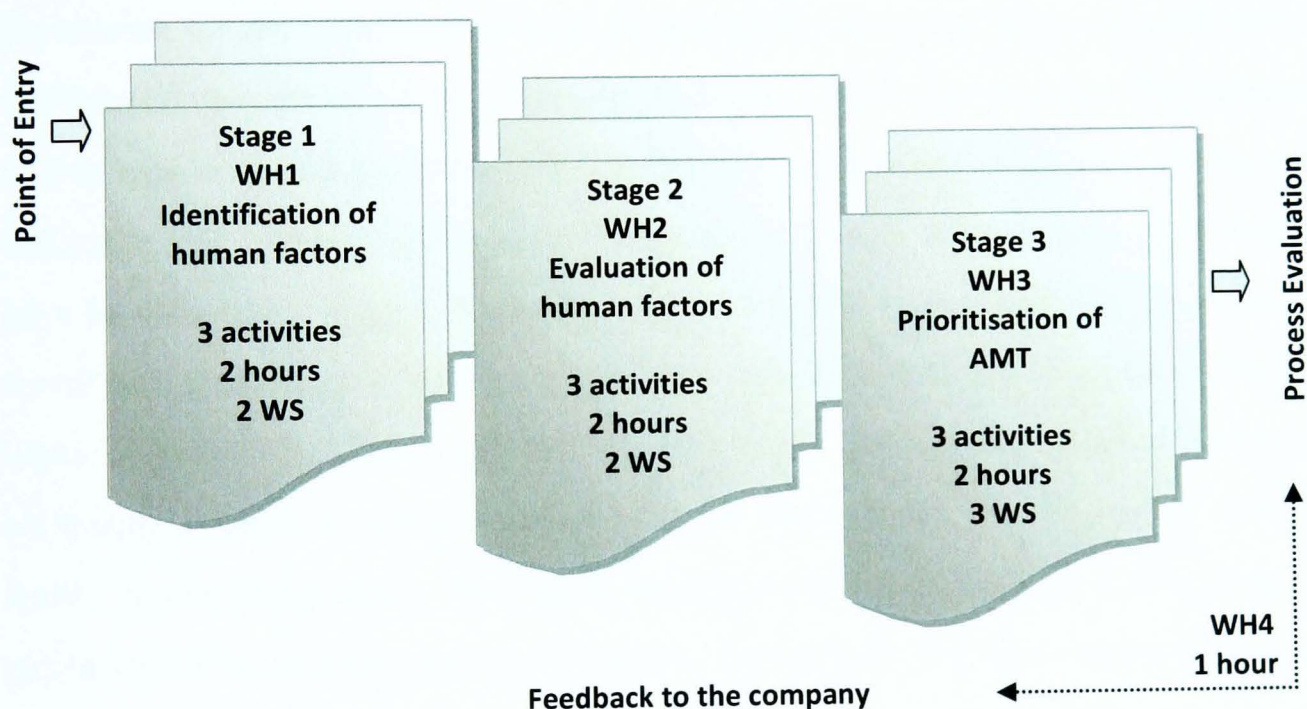 Point of Entry
Stage 1
WH1
Identification of
human factors
3 activities
2 hours
2 WS
Stage 2
WH2
Evaluation of
human factors
3 activities
2 hours
2 WS
Stage 3
WH3
Prioritisation of
AMT
3 activities
2 hours
3 WS
Process Evaluation
WH4
1 hour
Feedback to the company